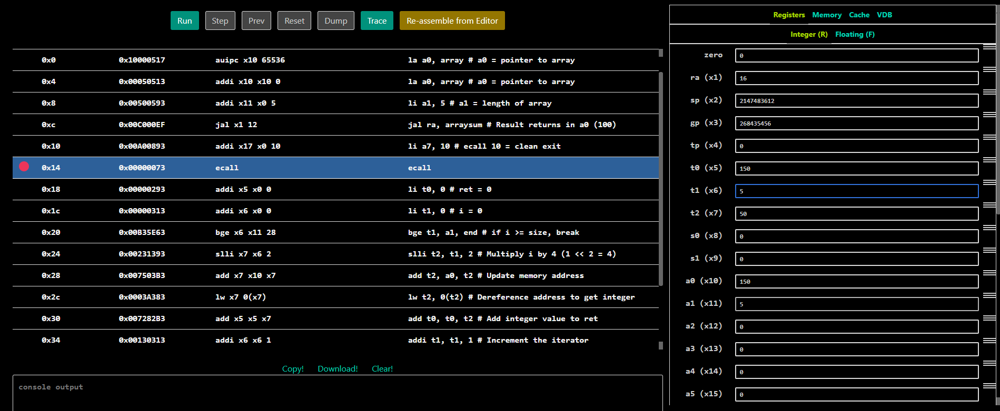 Run Step Prev Reset Dump Trace Re-assemble from Editor
0x0 0x10000517 auipc x10 65536 la a0, array # a0 = pointer to array
0x4 0x00050513 addi x10 x10 0 la a0, array # a0 = pointer to array
0x8 0x00500593 addi x11 x0 5 li a1, 5 # a1 = length of array
0xc 0x00C000EF jal x1 12 jal ra, arraysum # Result returns in a0 (100)
0x10 0x00A00893 addi x17 x0 10 li a7, 10 # ecall 10 = clean exit
0x14 0x00000073 ecall ecall
0x18 0x00000293 addi x5 x0 0 li t0, 0 # ret = 0
0x1c 0x00000313 addi x6 x0 0 li t1, 0 # i = 0
0x20 0x00B35E63 bge x6 x11 28 bge t1, a1, end # if i >= size, break
0x24 0x00231393 slli x7 x6 2 slli t2, t1, 2 # Multiply i by 4 (1 << 2 = 4)
0x28 0x007503B3 add x7 x10 x7 add t2, a0, t2 # Update memory address
0x2c 0x0003A383 lw x7 0(x7) lw t2, 0(t2) # Dereference address to get integer
0x30 0x007282B3 add x5 x5 x7 add t0, t0, t2 # Add integer value to ret
0x34 0x00130313 addi x6 x6 1 addi t1, t1, 1 # Increment the iterator
Copy! Download! Clear!
console output
Registers Memory Cache VDB
Integer (R) Floating (F)
zero 0
ra (x1) 16
sp (x2) 2147483612
gp (x3) 268435456
tp (x4) 0
t0 (x5) 150
t1 (x6) 5
t2 (x7) 50
s0 (x8) 0
s1 (x9) 0
a0 (x10) 150
a1 (x11) 5
a2 (x12) 0
a3 (x13) 0
a4 (x14) 0
a5 (x15) 0